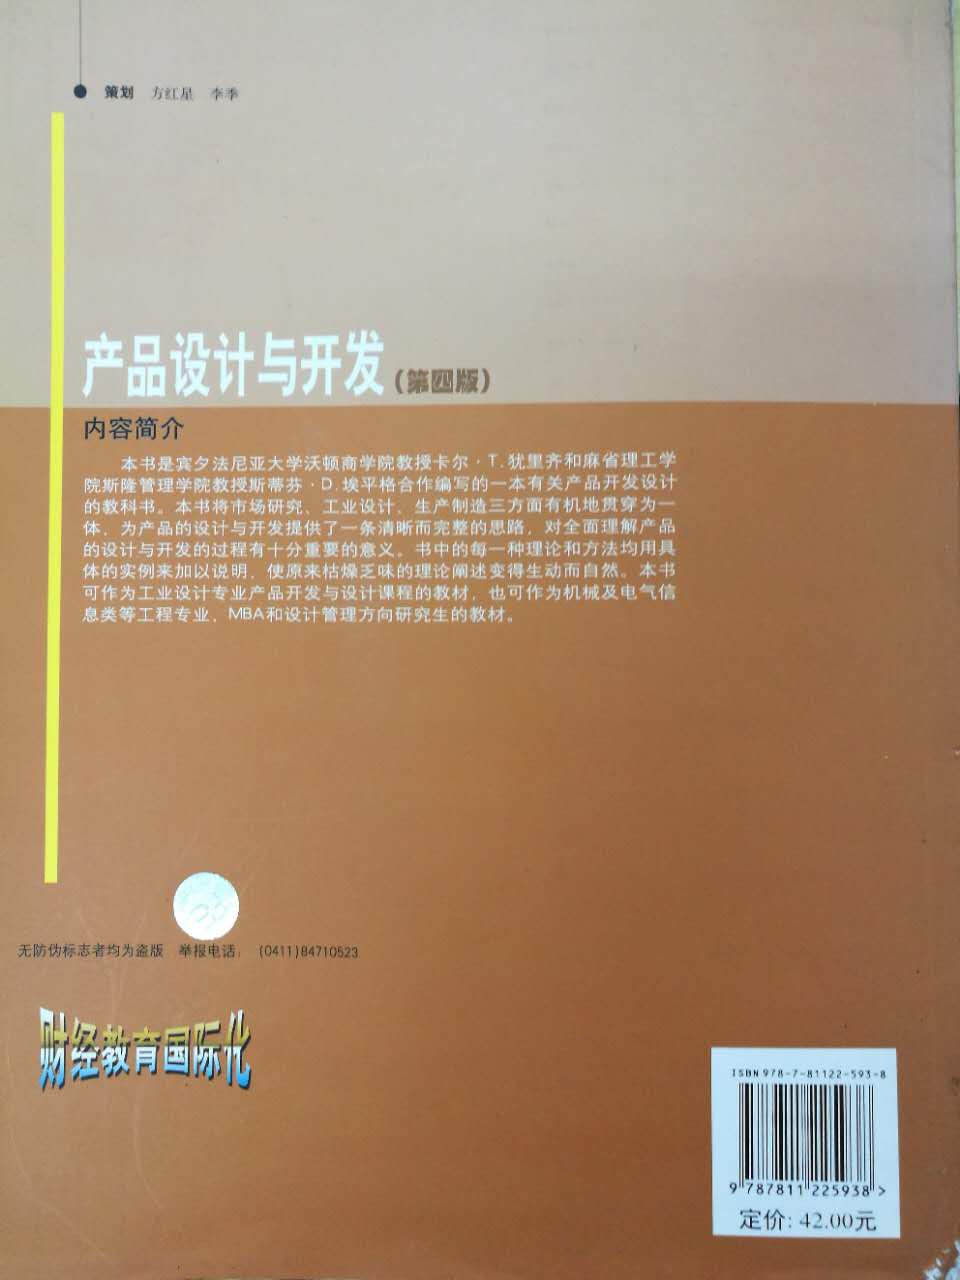 策划 方红星 李季
产品设计与开发(第四版)
内容简介
本书是宾夕法尼亚大学沃顿商学院教授卡尔·T.犹里齐和麻省理工学
院斯隆管理学院教授斯蒂芬·D.埃平格合作编写的一本有关产品开发设计
的教科书。本书将市场研究、工业设计、生产制造三方面有机地贯穿为一
体，为产品的设计与开发提供了一条清晰而完整的思路，对全面理解产品
的设计与开发的过程有十分重要的意义。书中的每一种理论和方法均用具
体的实例来加以说明，使原来枯燥乏味的理论阐述变得生动而自然。本书
可作为工业设计专业产品开发与设计课程的教材，也可作为机械及电气信
息类等工程专业、MBA和设计管理方向研究生的教材。
无防伪标志者均为盗版 举报电话：(0411)84710523
财经教育国际化
ISBN 978-7-81122-593-8
9 787811 225938 >
定价: 42.00元